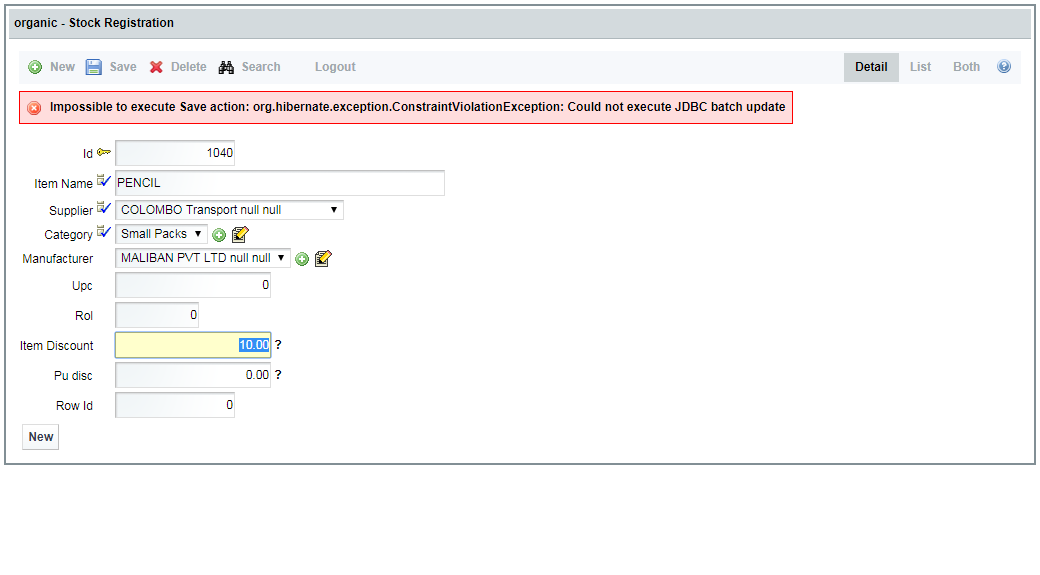 organic - Stock Registration
New Save Delete Search Logout Detail List Both ?
Impossible to execute Save action: org.hibernate.exception.ConstraintViolationException: Could not execute JDBC batch update
Id 1040
Item Name PENCIL
Supplier COLOMBO Transport null null
Category Small Packs
Manufacturer MALIBAN PVT LTD null null
Upc 0
Rol 0
Item Discount 10.00 ?
Pu disc 0.00 ?
Row Id 0
New